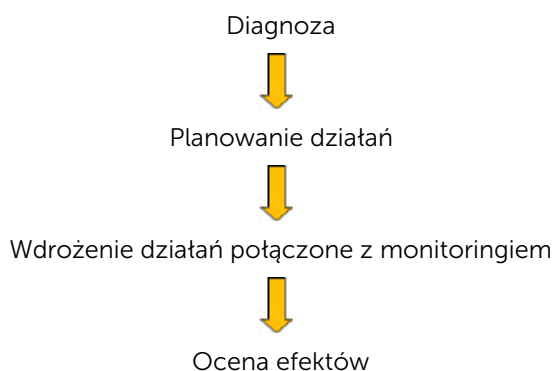 Diagnoza
Planowanie działań
Wdrożenie działań połączone z monitoringiem
Ocena efektów